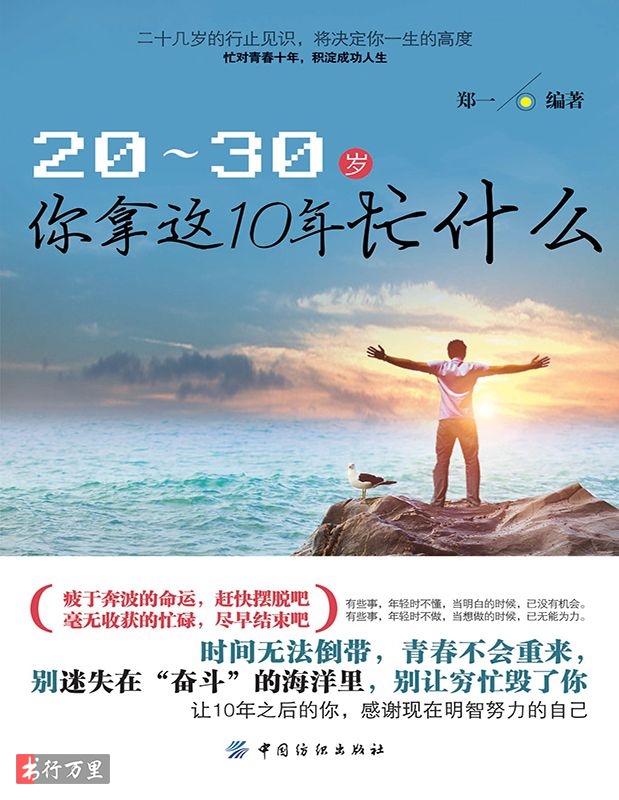 二十几岁的行止见识，将决定你一生的高度
忙对青春十年，积淀成功人生
郑一 编著
20~30岁
你拿这10年忙什么
疲于奔波的命运，赶快摆脱吧
毫无收获的忙碌，尽早结束吧
有些事，年轻时不懂，当明白的时候，已没有机会。
有些事，年轻时不做，当想做的时候，已无能为力。
时间无法倒带，青春不会重来，
别迷失在“奋斗”的海洋里，别让穷忙毁了你
让10年之后的你，感谢现在明智努力的自己
中国纺织出版社
书行万里